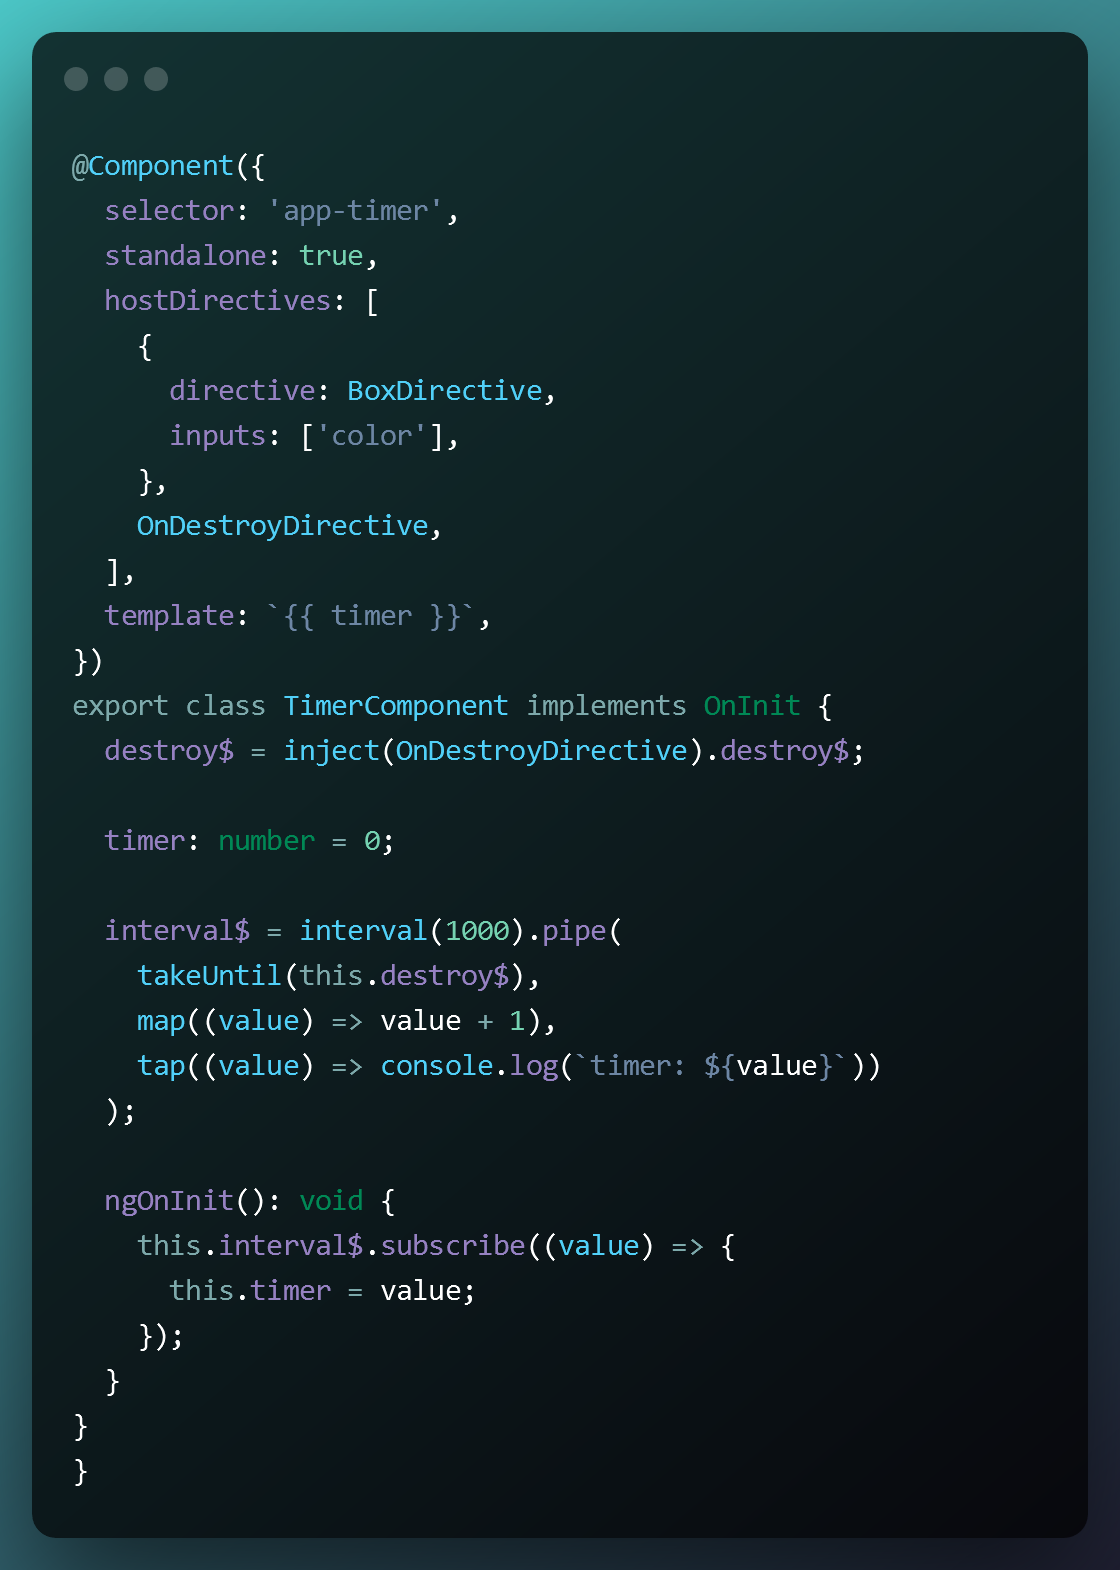 @Component({
  selector: 'app-timer',
  standalone: true,
  hostDirectives: [
    {
      directive: BoxDirective,
      inputs: ['color'],
    },
    OnDestroyDirective,
  ],
  template: `{{ timer }}`,
})
export class TimerComponent implements OnInit {
  destroy$ = inject(OnDestroyDirective).destroy$;

  timer: number = 0;

  interval$ = interval(1000).pipe(
    takeUntil(this.destroy$),
    map((value) => value + 1),
    tap((value) => console.log(`timer: ${value}`))
  );

  ngOnInit(): void {
    this.interval$.subscribe((value) => {
      this.timer = value;
    });
  }
}
}